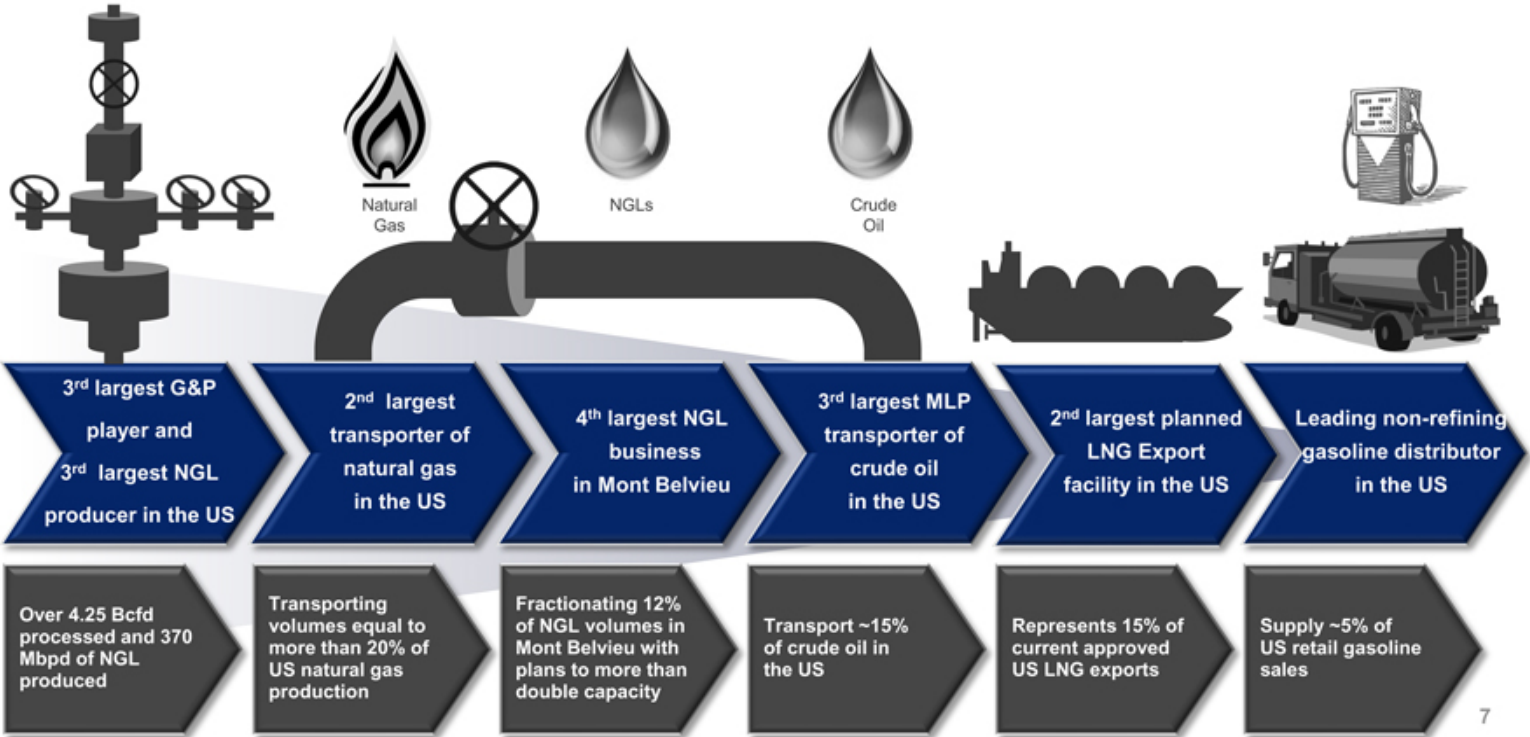 Natural
Gas
NGLs
Crude
Oil
3rd largest G&P
player and
3rd largest NGL
producer in the US
2nd largest
transporter of
natural gas
in the US
4th largest NGL
business
in Mont Belvieu
3rd largest MLP
transporter of
crude oil
in the US
2nd largest planned
LNG Export
facility in the US
Leading non-refining
gasoline distributor
in the US
Over 4.25 Bcfd
processed and 370
Mbpd of NGL
produced
Transporting
volumes equal to
more than 20% of
US natural gas
production
Fractionating 12%
of NGL volumes in
Mont Belvieu with
plans to more than
double capacity
Transport ~15%
of crude oil in
the US
Represents 15% of
current approved
US LNG exports
Supply ~5% of
US retail gasoline
sales
7